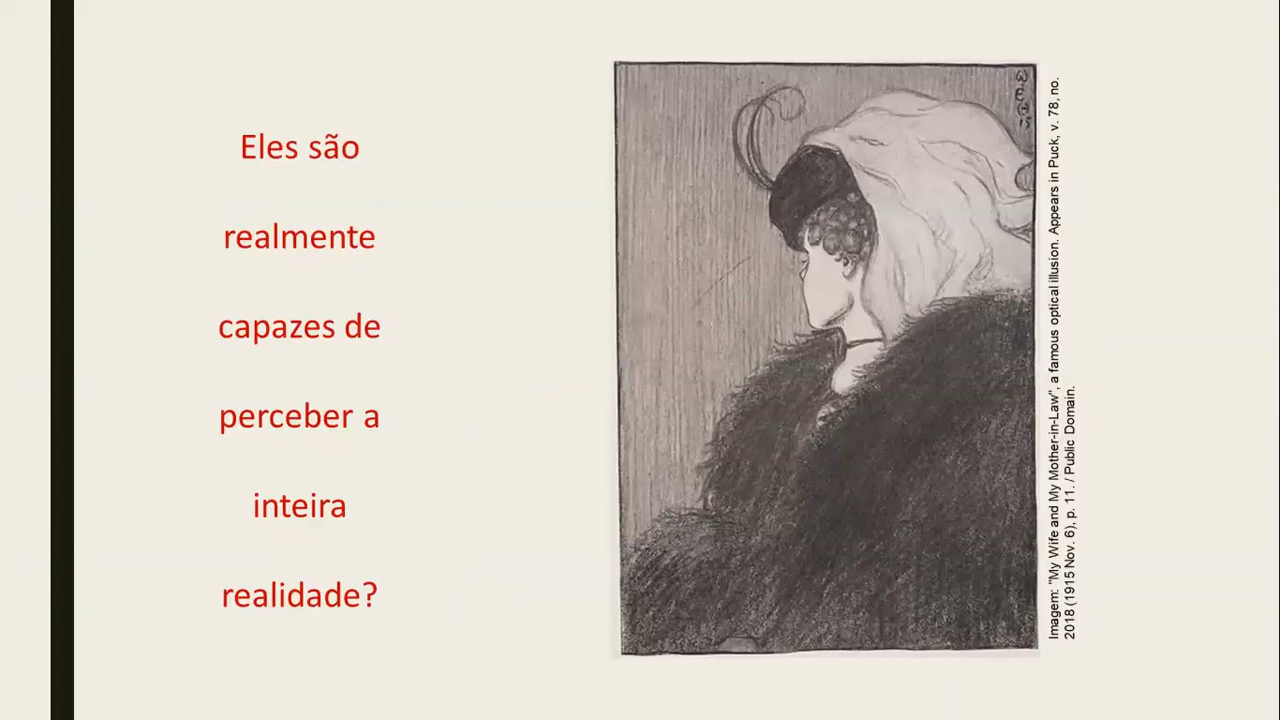 Eles são
realmente
capazes de
perceber a
inteira
realidade?
Imagem: "My Wife and My Mother-in-Law", a famous optical illusion. Appears in Puck, v. 78, no.
2018 (1915 Nov. 6), p. 11. / Public Domain.